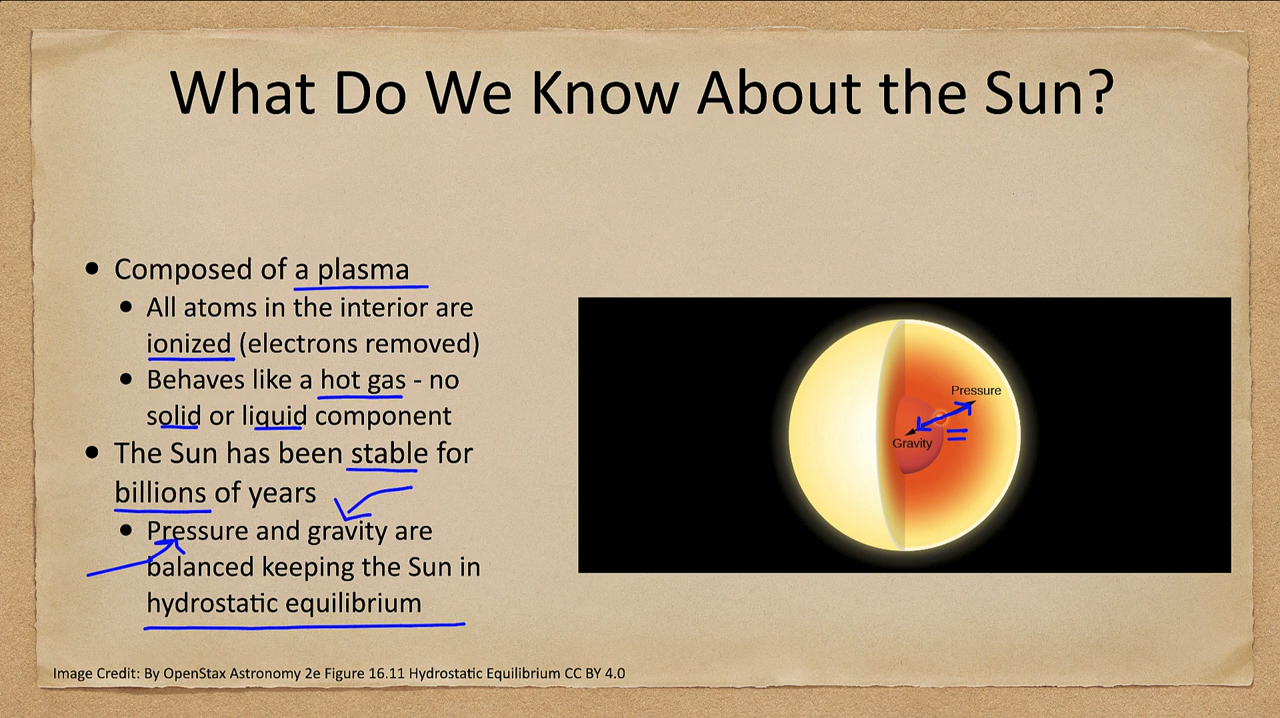 What Do We Know About the Sun?
• Composed of a plasma
• All atoms in the interior are
ionized (electrons removed)
• Behaves like a hot gas - no
solid or liquid component
• The Sun has been stable for
billions of years
• Pressure and gravity are
balanced keeping the Sun in
hydrostatic equilibrium
Pressure
=
Gravity
Image Credit: By OpenStax Astronomy 2e Figure 16.11 Hydrostatic Equilibrium CC BY 4.0